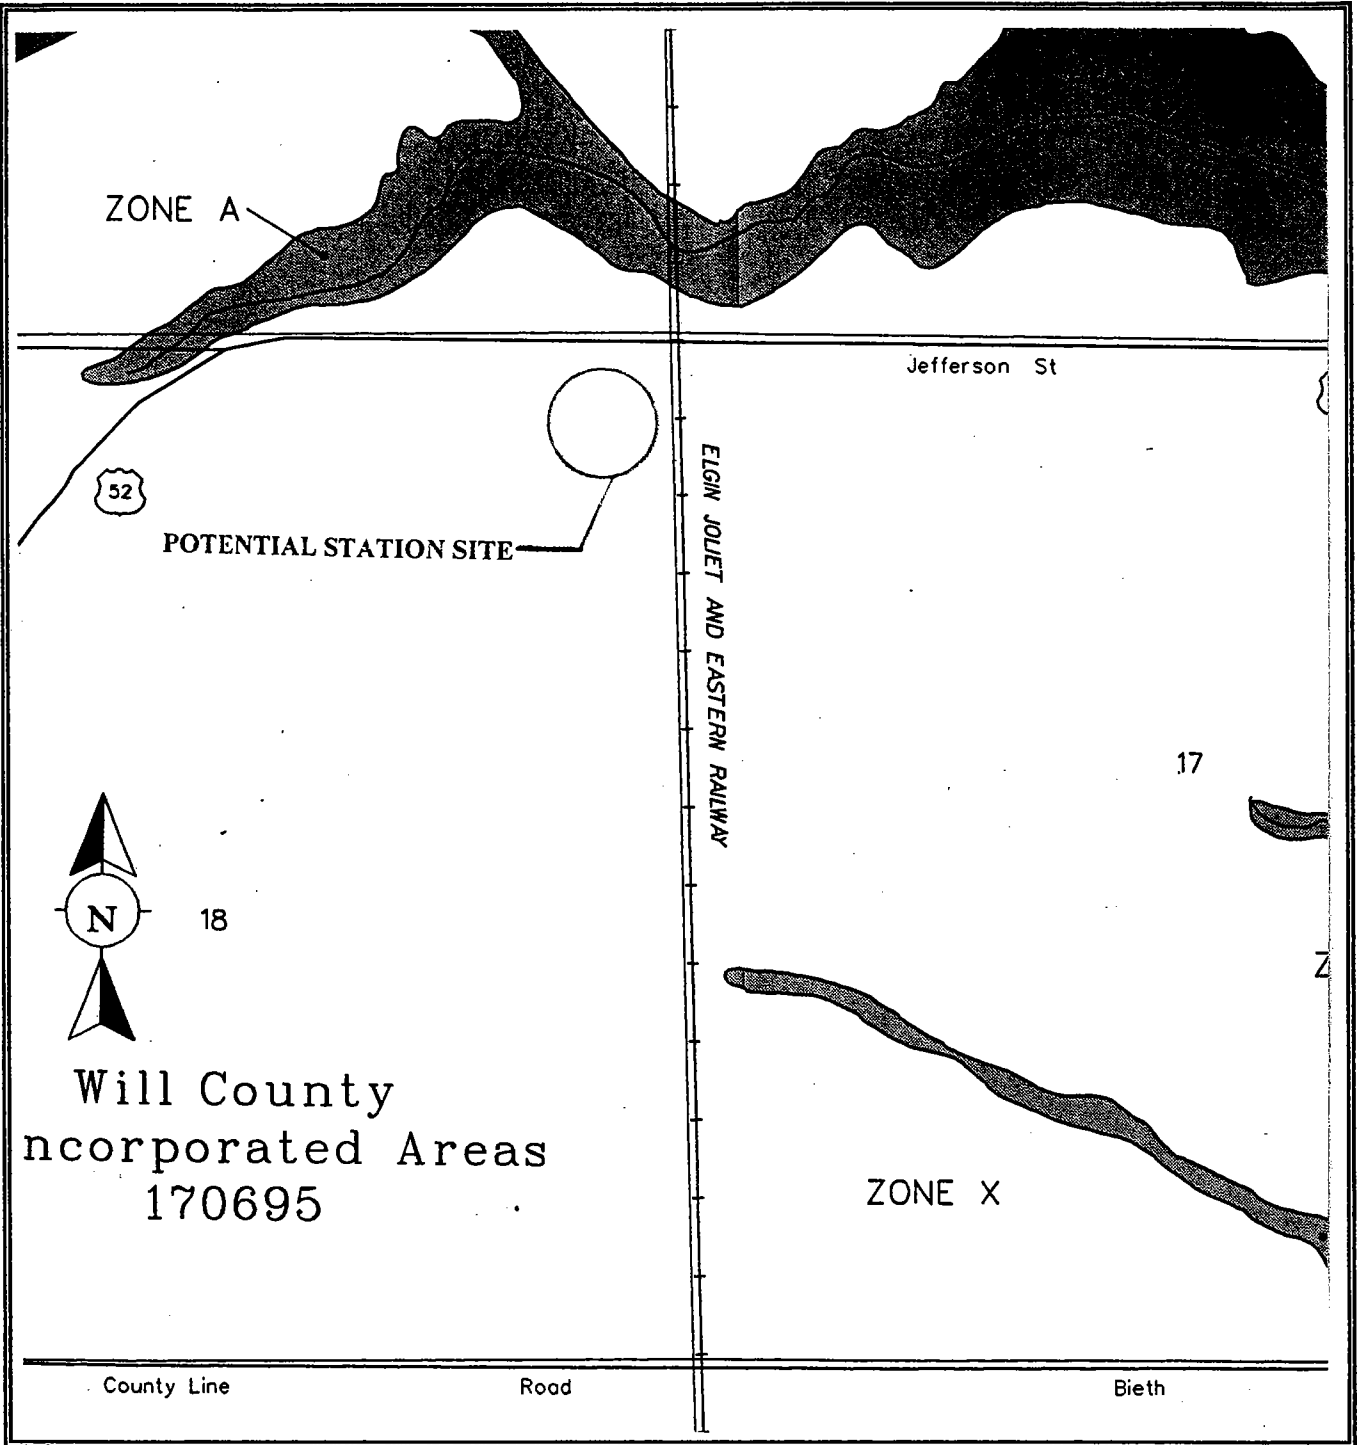 ZONE A
Jefferson St
52
POTENTIAL STATION SITE
ELGIN JOLIET AND EASTERN RAILWAY
17
N
18
Z
Will County
ncorporated Areas
170695
ZONE X
County Line Road Bieth